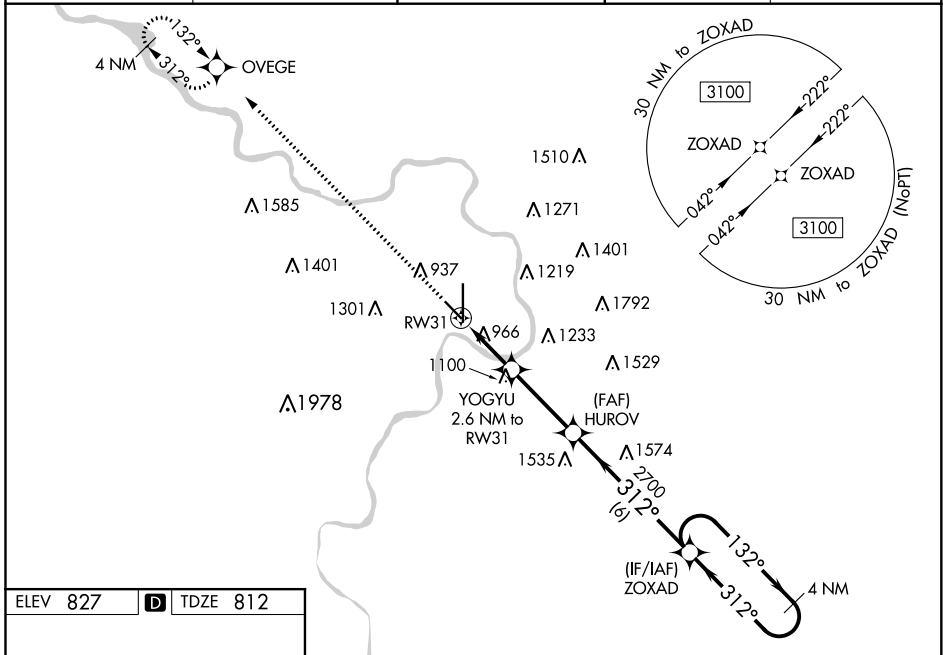 132°
312°
4 NM
OVEGE
30 NM to ZOXAD
3100
222°
ZOXAD
042°
222°
ZOXAD
042°
3100
30 NM to ZOXAD (NoPT)
1510
1585
1271
1401
1401
937
1219
1301
1792
RW31
966
1233
1100
1529
1978
YOGYU
2.6 NM to
RW31
(FAF)
HUROV
1535
1574
2700
312°
(6)
(IF/IAF)
ZOXAD
132°
312°
4 NM
ELEV 827 D TDZE 812